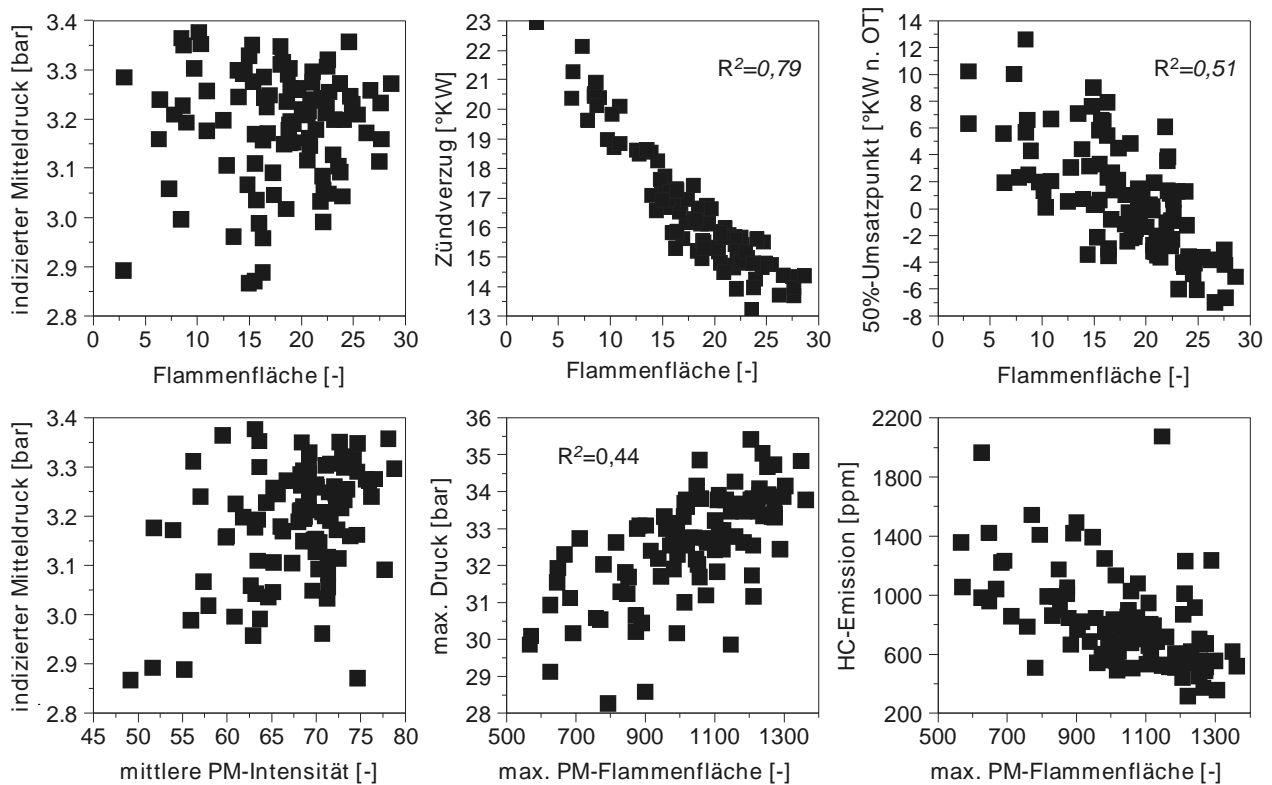 indizierter Mitteldruck [bar]
3.4
3.3
3.2
3.1
3.0
2.9
2.8
0 5 10 15 20 25 30
Flammenfläche [-]
Zündverzug [°KW]
23
22
21
20
19
18
17
16
15
14
13
R²=0,79
0 5 10 15 20 25 30
Flammenfläche [-]
50%-Umsatzpunkt [°KW n. OT]
14
12
10
8
6
4
2
0
-2
-4
-6
-8
R²=0,51
0 5 10 15 20 25 30
Flammenfläche [-]
indizierter Mitteldruck [bar]
3.4
3.3
3.2
3.1
3.0
2.9
2.8
45 50 55 60 65 70 75 80
mittlere PM-Intensität [-]
max. Druck [bar]
36
35
34
33
32
31
30
29
28
R²=0,44
500 700 900 1100 1300
max. PM-Flammenfläche [-]
HC-Emission [ppm]
2200
1800
1400
1000
600
200
500 700 900 1100 1300
max. PM-Flammenfläche [-]